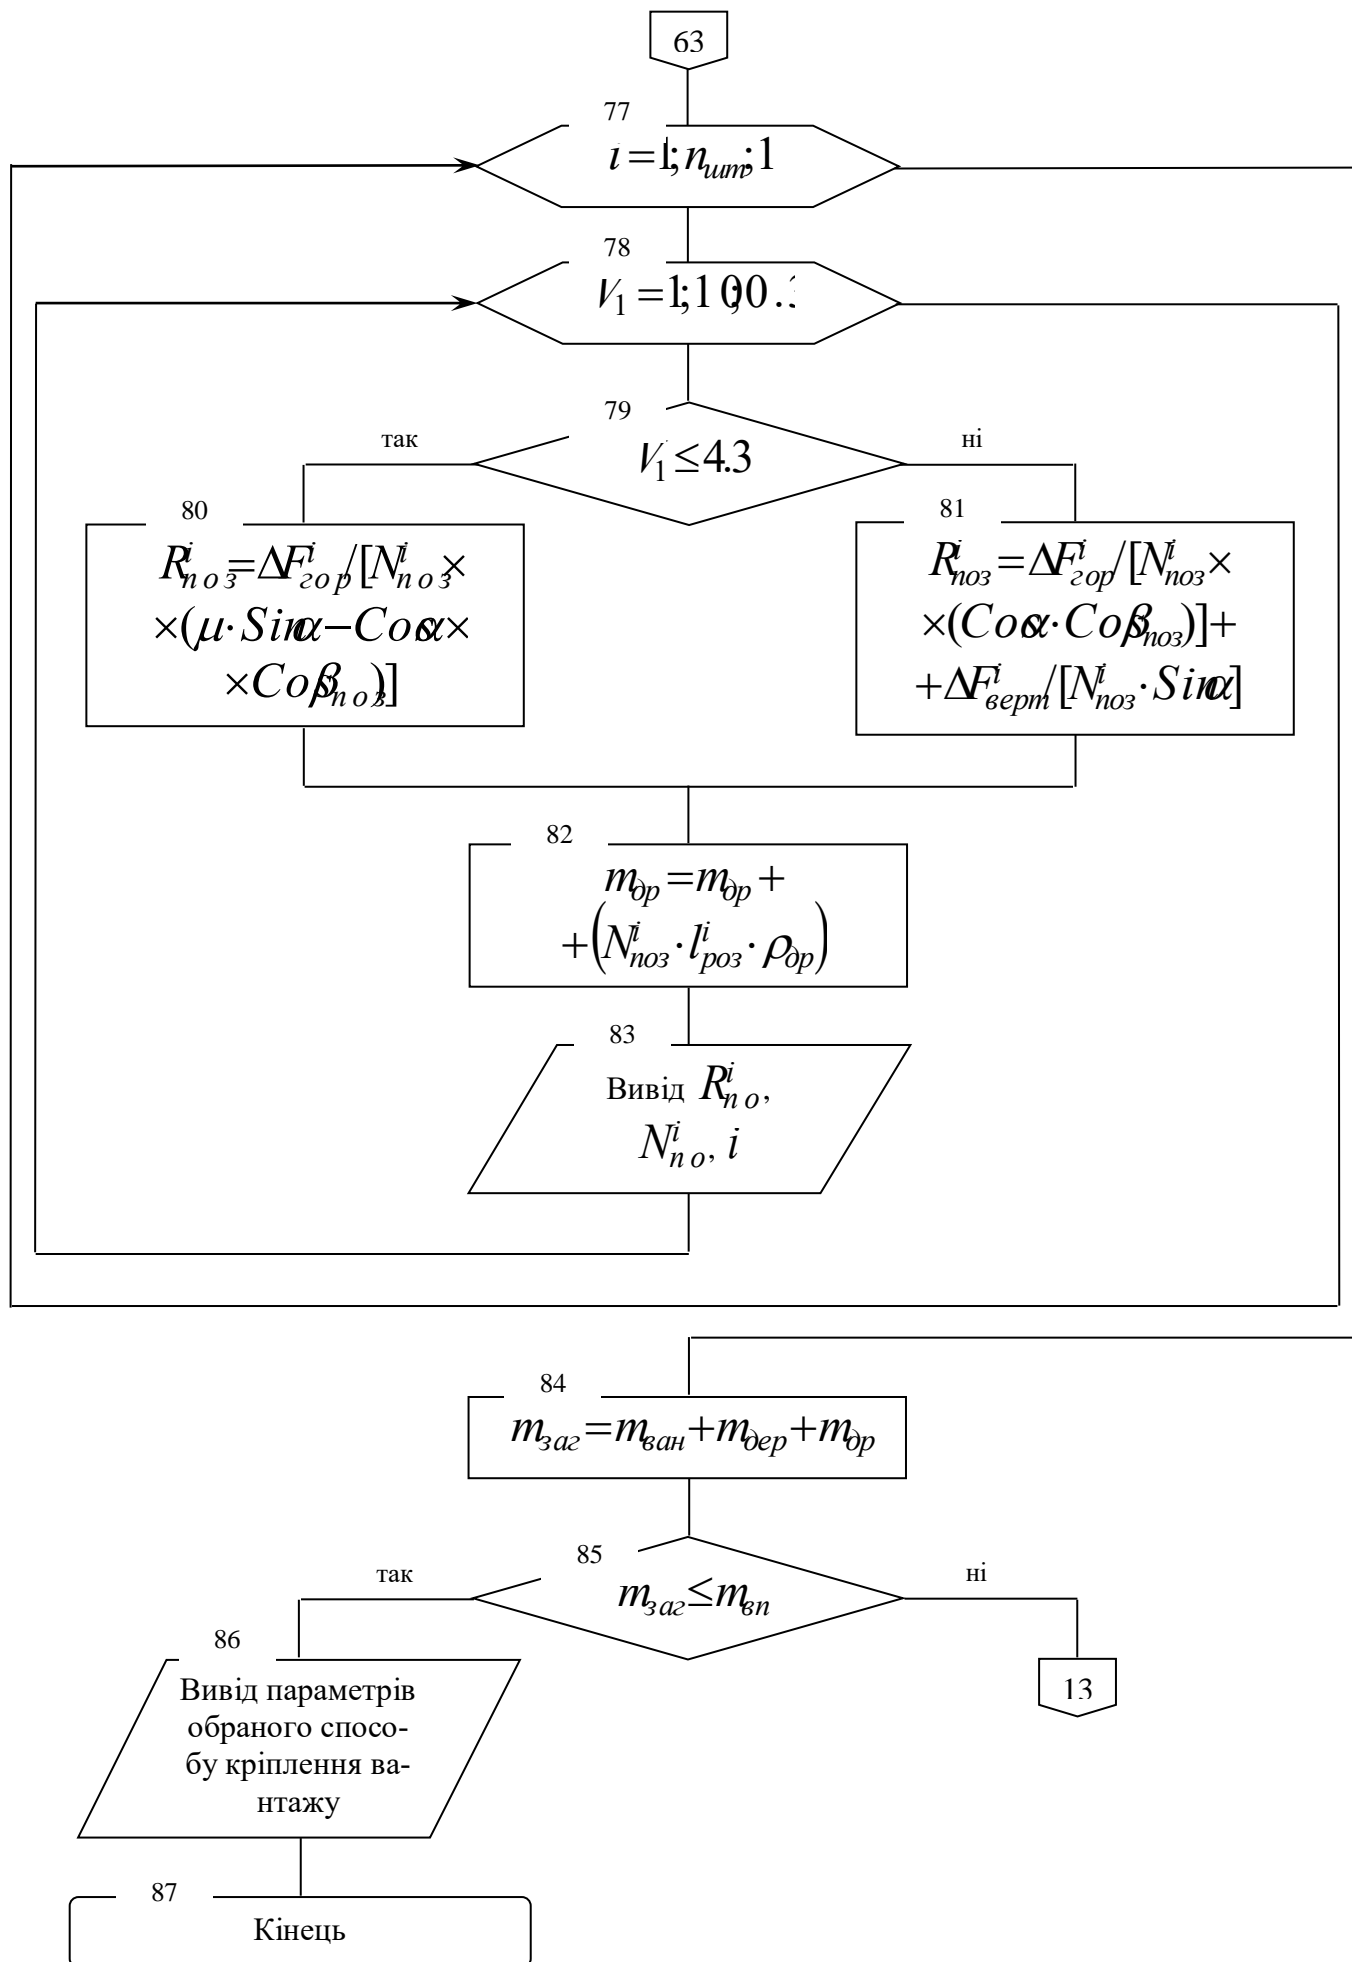 63
77
i=1;n_шт;1
78
V_1=1;10;0.
79
V_1≤4.3
так
ні
80
R^i_поз=ΔF^i_гор/[N^i_поз×
×(μ·Sinα−Cosα×
×Cosβ_поз)]
81
R^i_поз=ΔF^i_гор/[N^i_поз×
×(Cosα·Cosβ_поз)]+
+ΔF^i_верт/[N^i_поз·Sinα]
82
m_др=m_др+
+(N^i_поз·l^i_роз·ρ_др)
83
Вивід R^i_по,
N^i_по, i
84
m_заг=m_ван+m_дер+m_др
85
m_заг≤m_вп
так
ні
13
86
Вивід параметрів
обраного спосо-
бу кріплення ва-
нтажу
87
Кінець